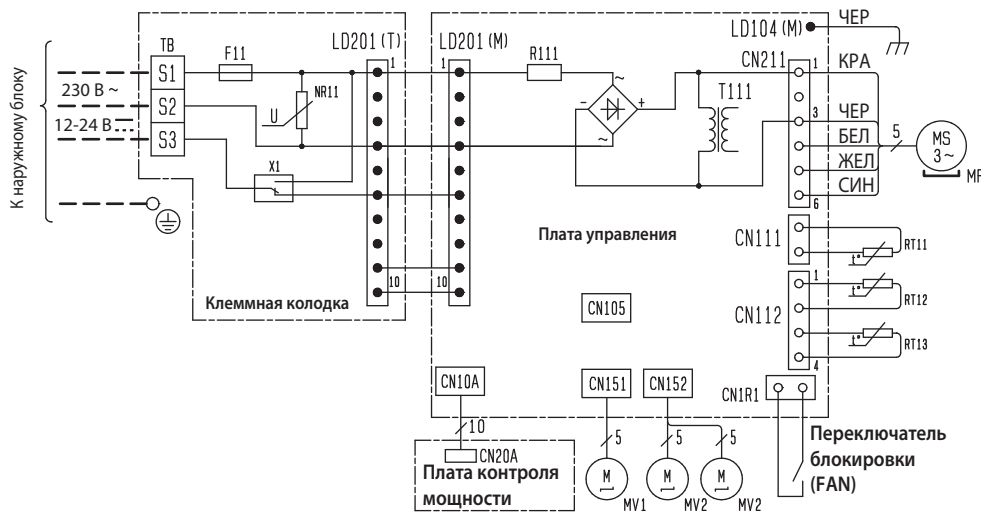 К наружному блоку
230 В ~
12-24 В
TB
S1
S2
S3
F11
NR11
U
X1
LD201 (T)
1
10
Клеммная колодка
LD201 (M)
1
10
R111
~
-
+
~
T111
LD104 (M)
ЧЕР
CN211
1
3
6
КРА
ЧЕР
БЕЛ
ЖЕЛ
СИН
5
MS
3 ~
MF
Плата управления
CN111
t°
RT11
CN112
1
4
t°
RT12
t°
RT13
CN105
CN10A
CN151
CN152
CN1R1
10
CN20A
Плата контроля
мощности
5
5
5
M
M
M
MV1
MV2
MV2
Переключатель
блокировки
(FAN)